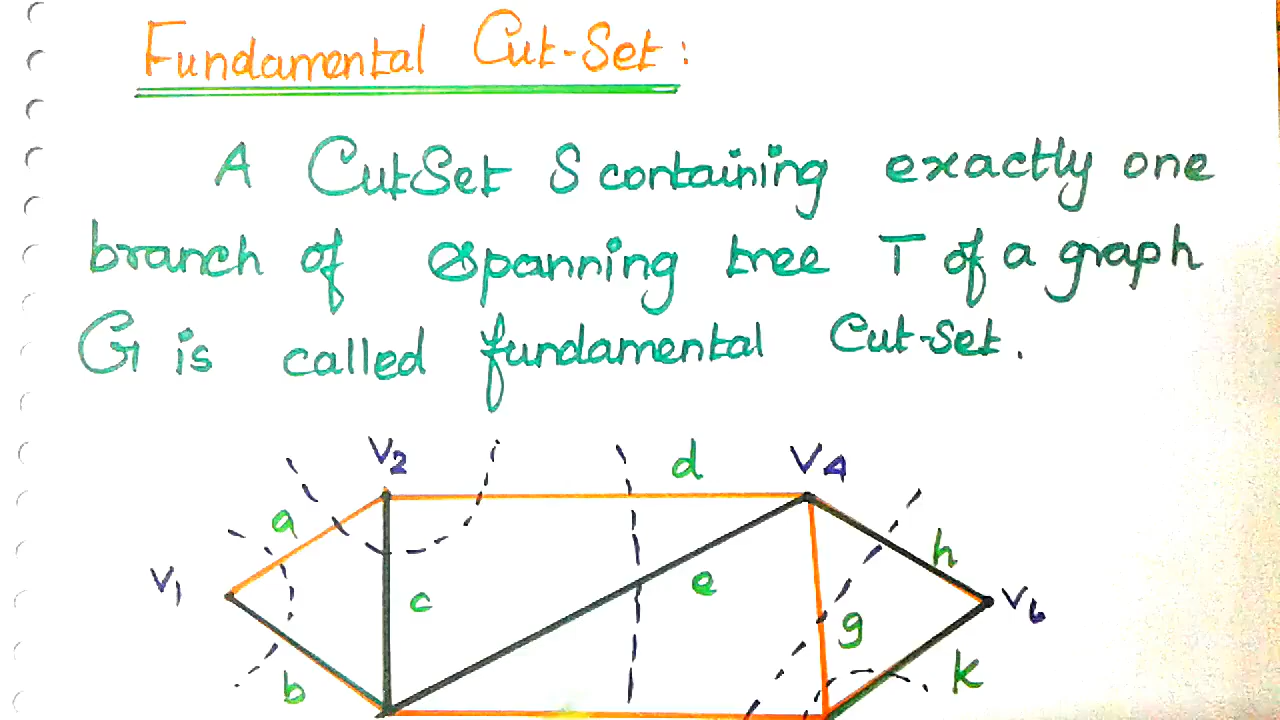 Fundamental Cut-Set:
A CutSet S containing exactly one
branch of spanning tree T of a graph
G is called fundamental Cut-Set.
V2 d V4
a
h
V1 c e V6
g
b k